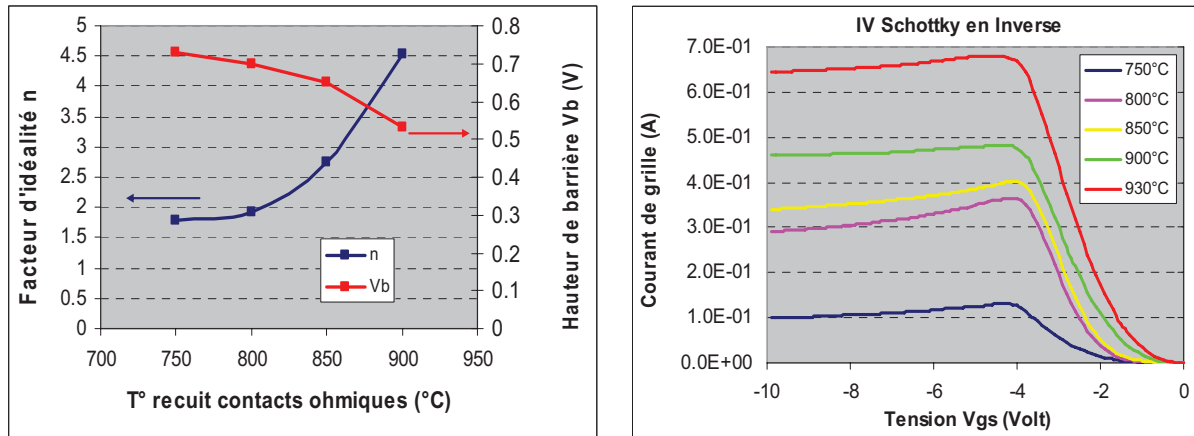 Facteur d'idéalité n
5
4.5
4
3.5
3
2.5
2
1.5
1
0.5
0
0.8
0.7
0.6
0.5
0.4
0.3
0.2
0.1
0
Hauteur de barrière Vb (V)
n
Vb
700 750 800 850 900 950
T° recuit contacts ohmiques (°C)
IV Schottky en Inverse
Courant de grille (A)
7.0E-01
6.0E-01
5.0E-01
4.0E-01
3.0E-01
2.0E-01
1.0E-01
0.0E+00
750°C
800°C
850°C
900°C
930°C
-10 -8 -6 -4 -2 0
Tension Vgs (Volt)